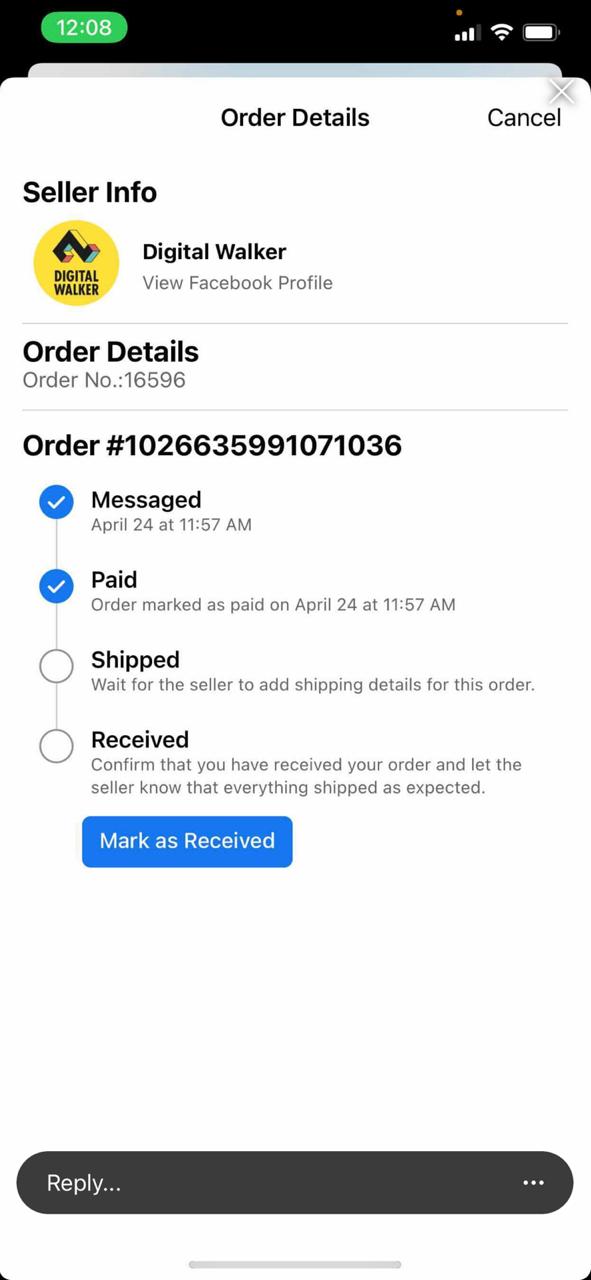 12:08
Order Details
Cancel
Seller Info
DIGITAL
WALKER
Digital Walker
View Facebook Profile
Order Details
Order No.:16596
Order #1026635991071036
Messaged
April 24 at 11:57 AM
Paid
Order marked as paid on April 24 at 11:57 AM
Shipped
Wait for the seller to add shipping details for this order.
Received
Confirm that you have received your order and let the
seller know that everything shipped as expected.
Mark as Received
Reply...